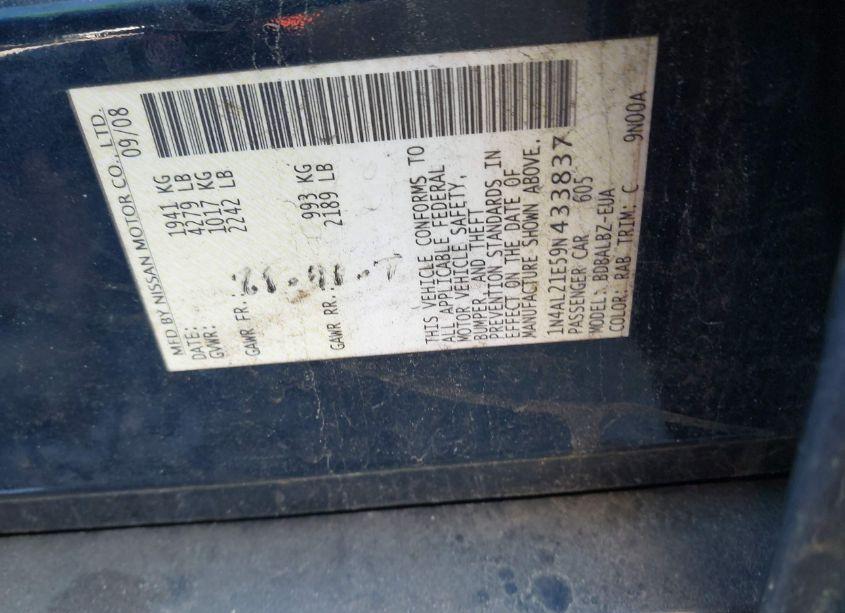 MFD BY NISSAN MOTOR CO., LTD.
DATE: 09/08
GVWR: 1941 KG
4279 LB
GAWR FR.: 1017 KG
2242 LB
GAWR RR.: 993 KG
2189 LB
THIS VEHICLE CONFORMS TO
ALL APPLICABLE FEDERAL
MOTOR VEHICLE SAFETY,
BUMPER, AND THEFT
PREVENTION STANDARDS IN
EFFECT ON THE DATE OF
MANUFACTURE SHOWN ABOVE.
1N4AL21E59N433837
PASSENGER CAR 605
MODEL: BDBALBZ-EUA
COLOR: RAB TRIM: C 9N00A